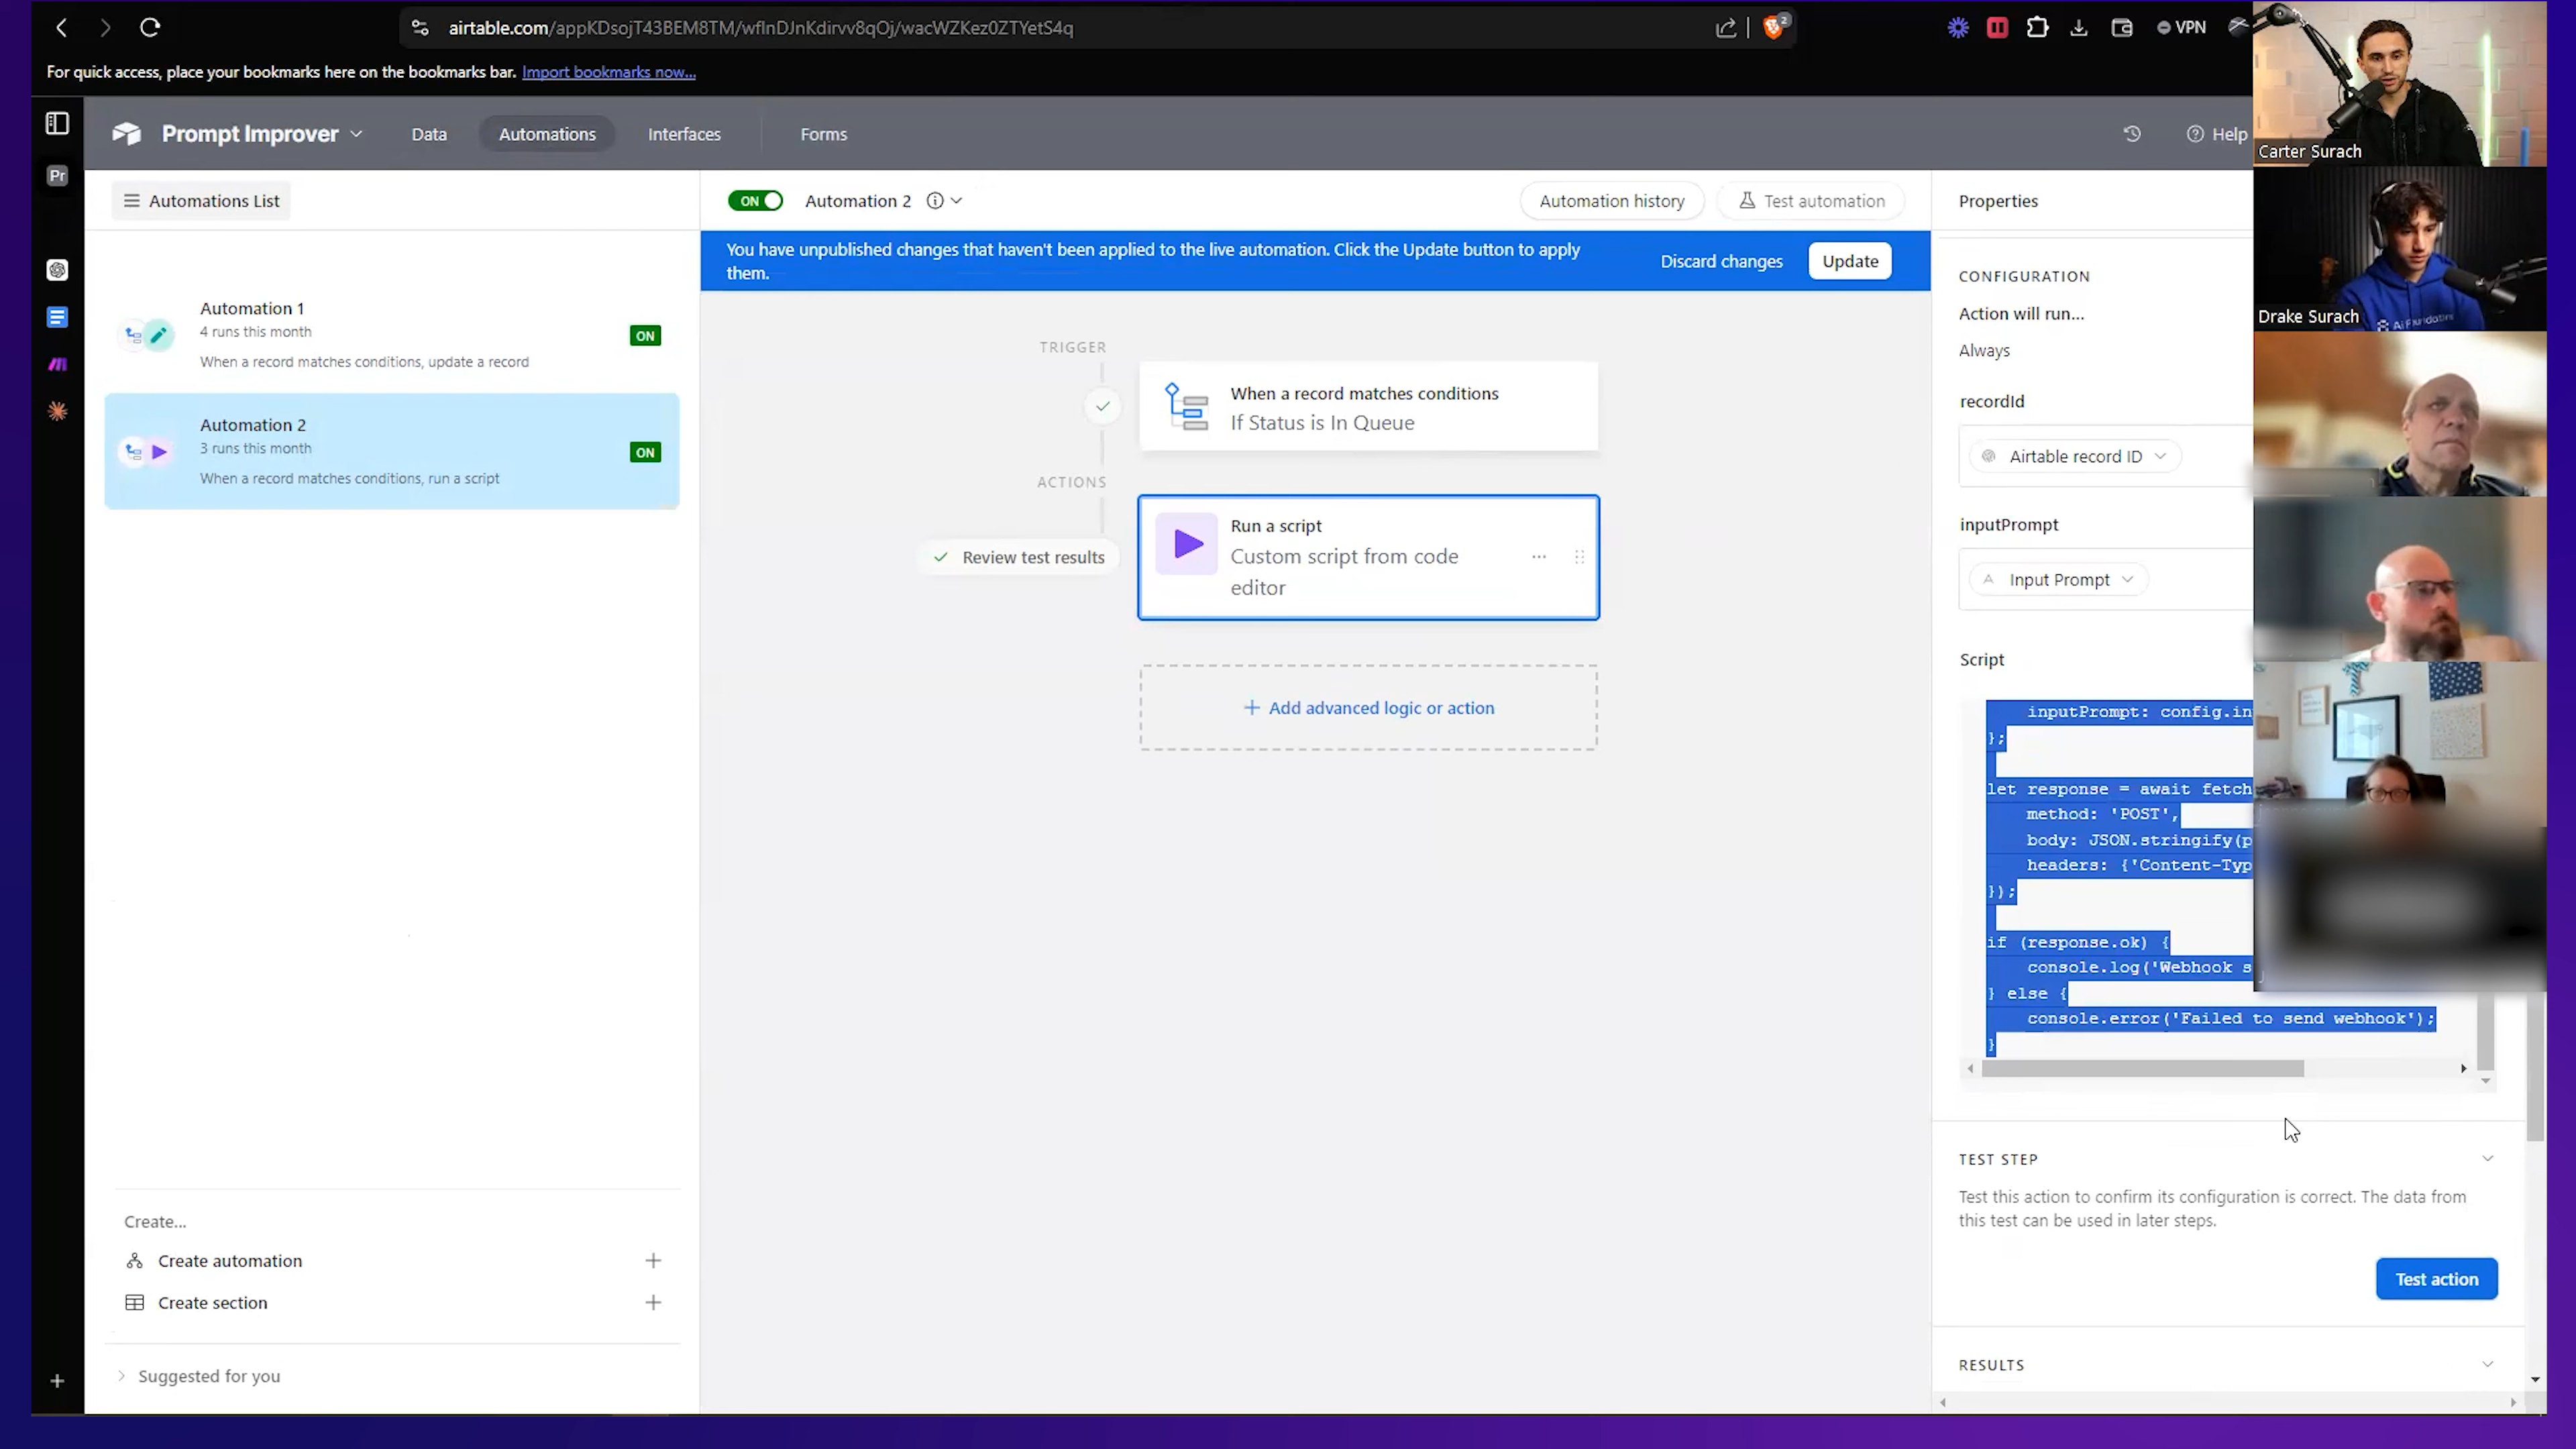 airtable.com/appKDsojT43BEM8TM/wflnDJnKdirvv8qOj/wacWZKez0ZTYetS4q
2
VPN
For quick access, place your bookmarks here on the bookmarks bar. Import bookmarks now...
Prompt Improver
Data
Automations
Interfaces
Forms
Help
Pr
Automations List
ON
Automation 2
Automation history
Test automation
Properties
You have unpublished changes that haven't been applied to the live automation. Click the Update button to apply
them.
Discard changes
Update
Automation 1
4 runs this month
When a record matches conditions, update a record
ON
Automation 2
3 runs this month
When a record matches conditions, run a script
ON
TRIGGER
When a record matches conditions
If Status is In Queue
ACTIONS
Review test results
Run a script
Custom script from code
editor
Add advanced logic or action
CONFIGURATION
Action will run...
Always
recordId
Airtable record ID
inputPrompt
A Input Prompt
Script
inputPrompt: config.in
};
let response = await fetch
method: 'POST',
body: JSON.stringify(p
headers: {'Content-Typ
});
if (response.ok) {
console.log('Webhook s
} else {
console.error('Failed to send webhook');
}
TEST STEP
Test this action to confirm its configuration is correct. The data from
this test can be used in later steps.
Test action
RESULTS
Create...
Create automation
Create section
Suggested for you
Carter Surach
Drake Surach